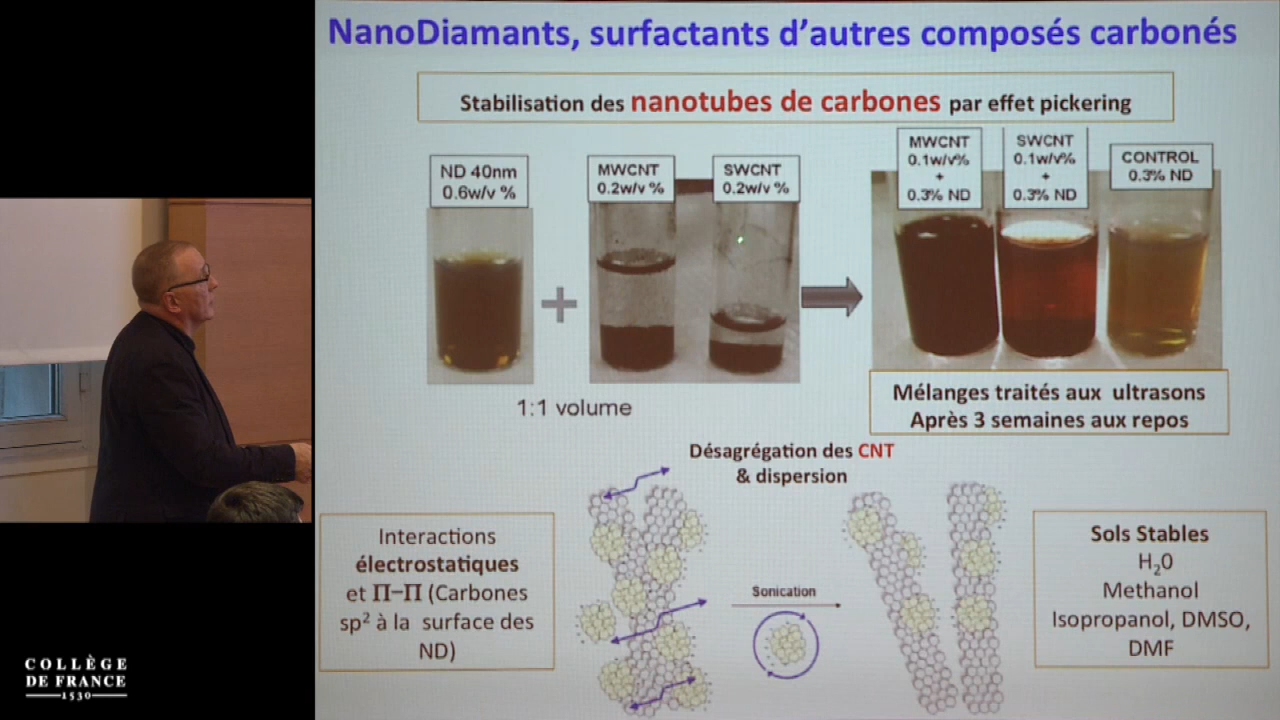 NanoDiamants, surfactants d'autres composés carbonés
Stabilisation des nanotubes de carbones par effet pickering
ND 40nm
0.6w/v %
MWCNT
0.2w/v %
SWCNT
0.2w/v %
MWCNT
0.1w/v%
+
0.3% ND
SWCNT
0.1w/v%
+
0.3% ND
CONTROL
0.3% ND
+
1:1 volume
Mélanges traités aux ultrasons
Après 3 semaines aux repos
Désagrégation des CNT
& dispersion
Interactions
électrostatiques
et Π−Π (Carbones
sp² à la surface des
ND)
Sonication
Sols Stables
H₂0
Methanol
Isopropanol, DMSO,
DMF
COLLÈGE
DE FRANCE
1530